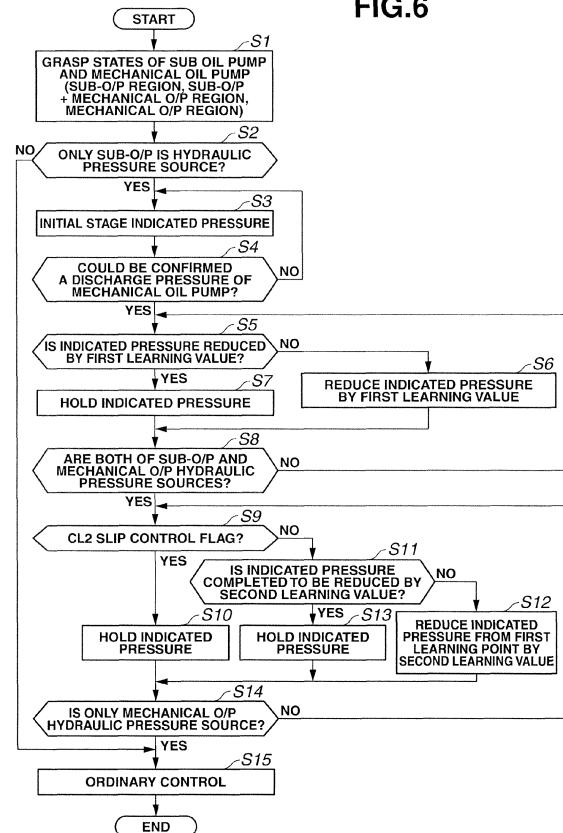 FIG.6
START
S1
GRASP STATES OF SUB OIL PUMP
AND MECHANICAL OIL PUMP
(SUB-O/P REGION, SUB-O/P
+ MECHANICAL O/P REGION,
MECHANICAL O/P REGION)
S2
NO
ONLY SUB-O/P IS HYDRAULIC
PRESSURE SOURCE?
YES
S3
INITIAL STAGE INDICATED PRESSURE
S4
COULD BE CONFIRMED
A DISCHARGE PRESSURE OF
MECHANICAL OIL PUMP?
NO
YES
S5
IS INDICATED PRESSURE REDUCED
BY FIRST LEARNING VALUE?
NO
YES
S6
REDUCE INDICATED PRESSURE
BY FIRST LEARNING VALUE
S7
HOLD INDICATED PRESSURE
S8
ARE BOTH OF SUB-O/P AND
MECHANICAL O/P HYDRAULIC
PRESSURE SOURCES?
NO
YES
S9
CL2 SLIP CONTROL FLAG?
NO
YES
S11
IS INDICATED PRESSURE
COMPLETED TO BE REDUCED BY
SECOND LEARNING VALUE?
NO
YES
S10
HOLD INDICATED
PRESSURE
S13
HOLD INDICATED
PRESSURE
S12
REDUCE INDICATED
PRESSURE FROM FIRST
LEARNING POINT BY
SECOND LEARNING VALUE
S14
IS ONLY MECHANICAL O/P
HYDRAULIC PRESSURE SOURCE?
NO
YES
S15
ORDINARY CONTROL
END